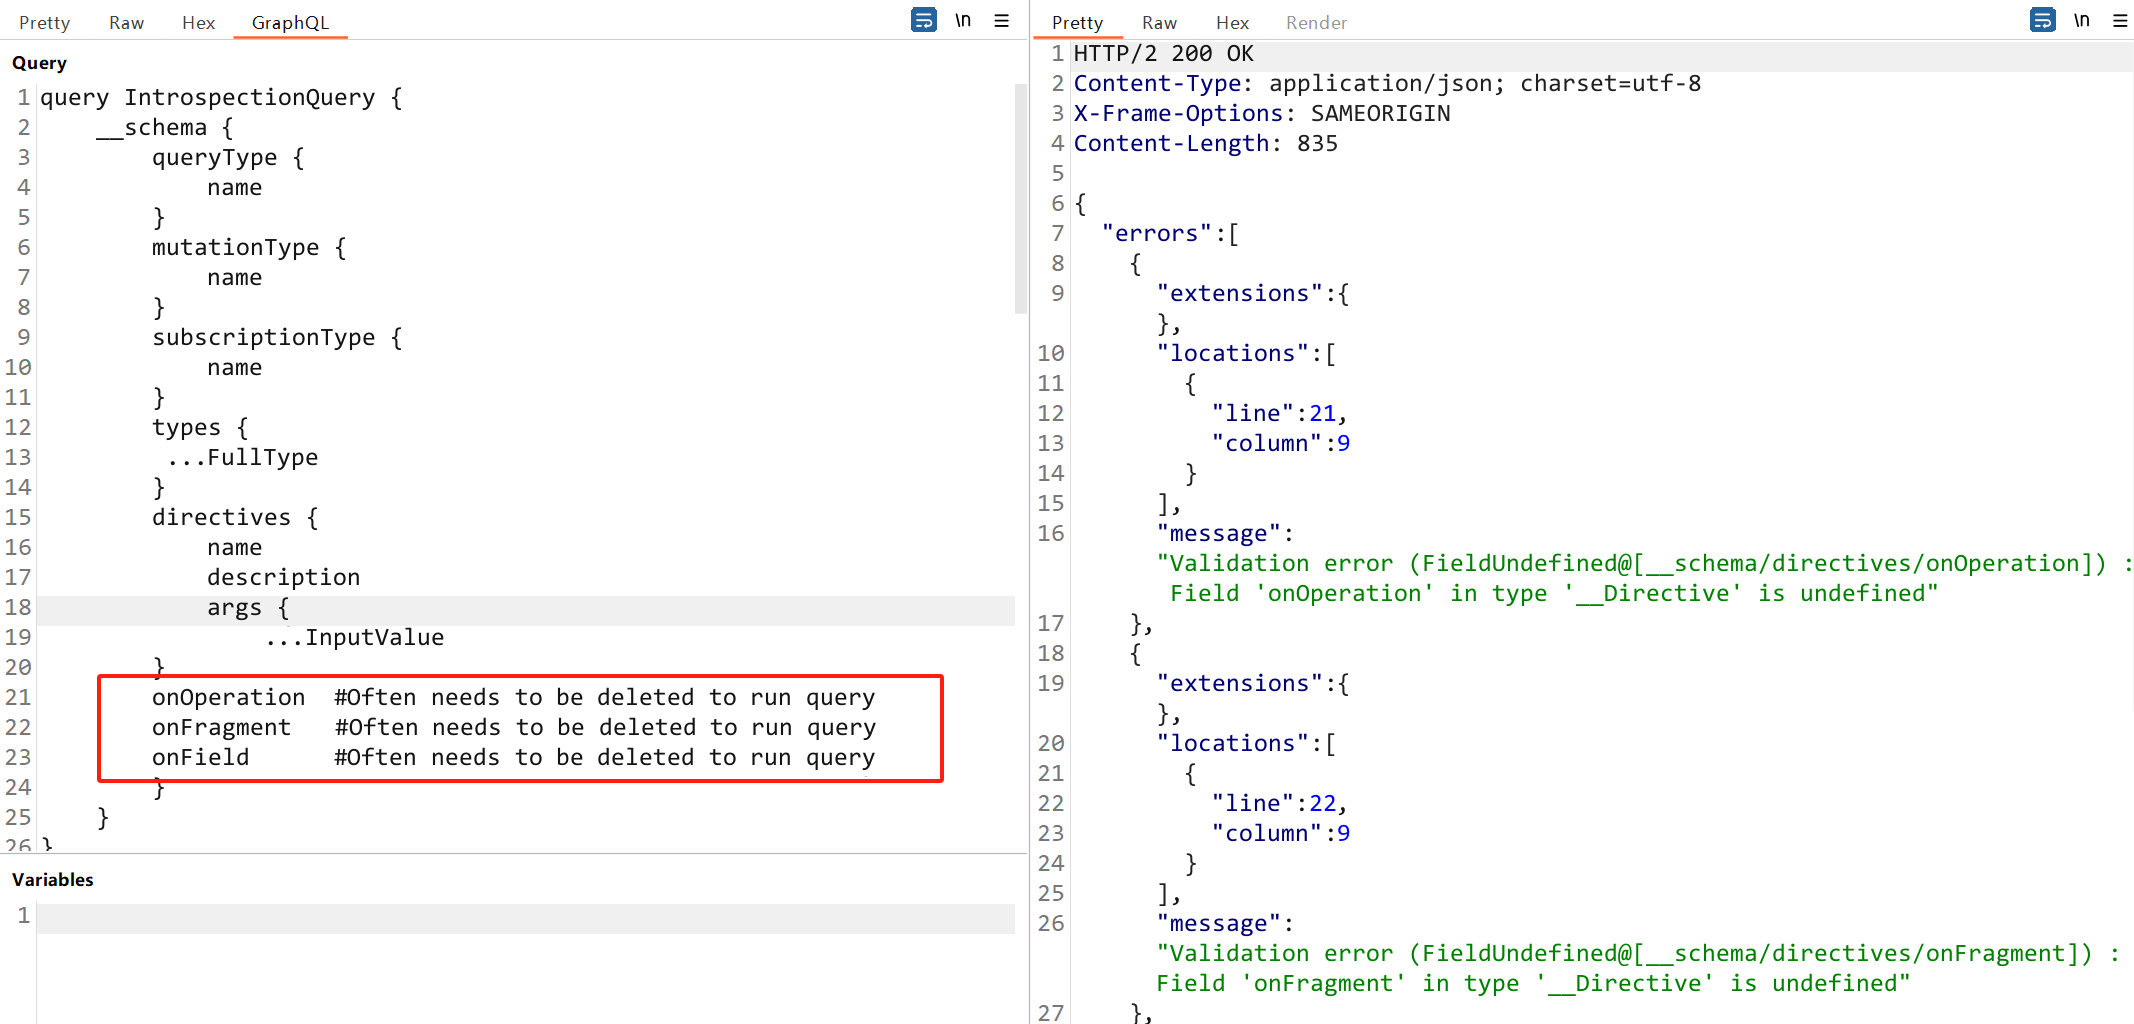 Pretty Raw Hex GraphQL \n
Query
1 query IntrospectionQuery {
2 __schema {
3 queryType {
4 name
5 }
6 mutationType {
7 name
8 }
9 subscriptionType {
10 name
11 }
12 types {
13 ...FullType
14 }
15 directives {
16 name
17 description
18 args {
19 ...InputValue
20 }
21 onOperation #Often needs to be deleted to run query
22 onFragment #Often needs to be deleted to run query
23 onField #Often needs to be deleted to run query
24 }
25 }
26 }
Variables
1
Pretty Raw Hex Render \n
1 HTTP/2 200 OK
2 Content-Type: application/json; charset=utf-8
3 X-Frame-Options: SAMEORIGIN
4 Content-Length: 835
5
6 {
7 "errors":[
8 {
9 "extensions":{
},
10 "locations":[
11 {
12 "line":21,
13 "column":9
14 }
15 ],
16 "message":
"Validation error (FieldUndefined@[__schema/directives/onOperation]) :
Field 'onOperation' in type '__Directive' is undefined"
17 },
18 {
19 "extensions":{
},
20 "locations":[
21 {
22 "line":22,
23 "column":9
24 }
25 ],
26 "message":
"Validation error (FieldUndefined@[__schema/directives/onFragment]) :
Field 'onFragment' in type '__Directive' is undefined"
27 },